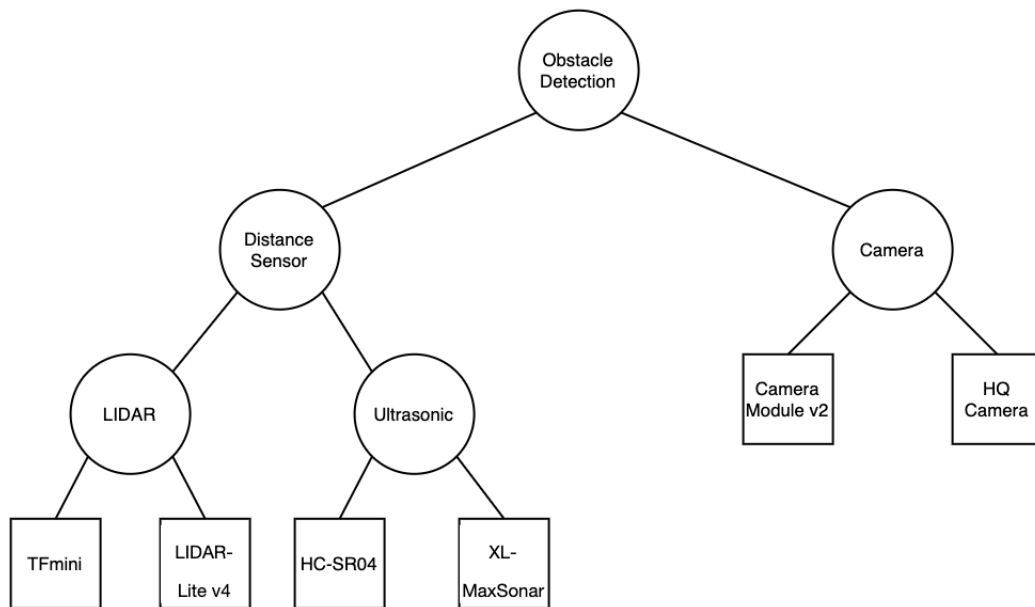 Obstacle
Detection
Distance
Sensor
Camera
LIDAR
Ultrasonic
Camera
Module v2
HQ
Camera
TFmini
LIDAR-
Lite v4
HC-SR04
XL-
MaxSonar